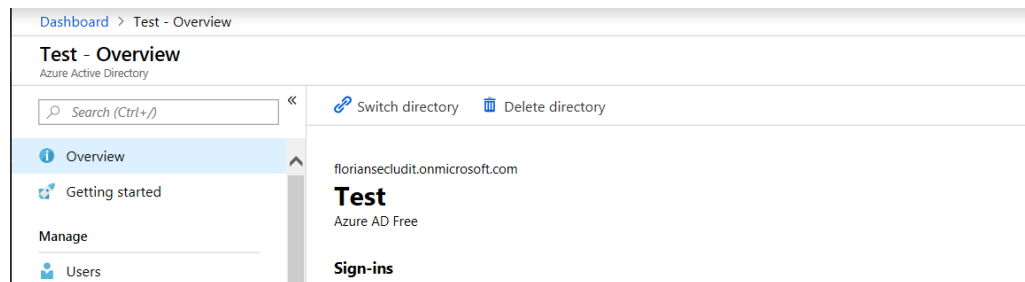 Dashboard > Test - Overview
Test - Overview
Azure Active Directory
Search (Ctrl+/)
«
Switch directory
Delete directory
Overview
Getting started
Manage
Users
floriansecludit.onmicrosoft.com
Test
Azure AD Free
Sign-ins